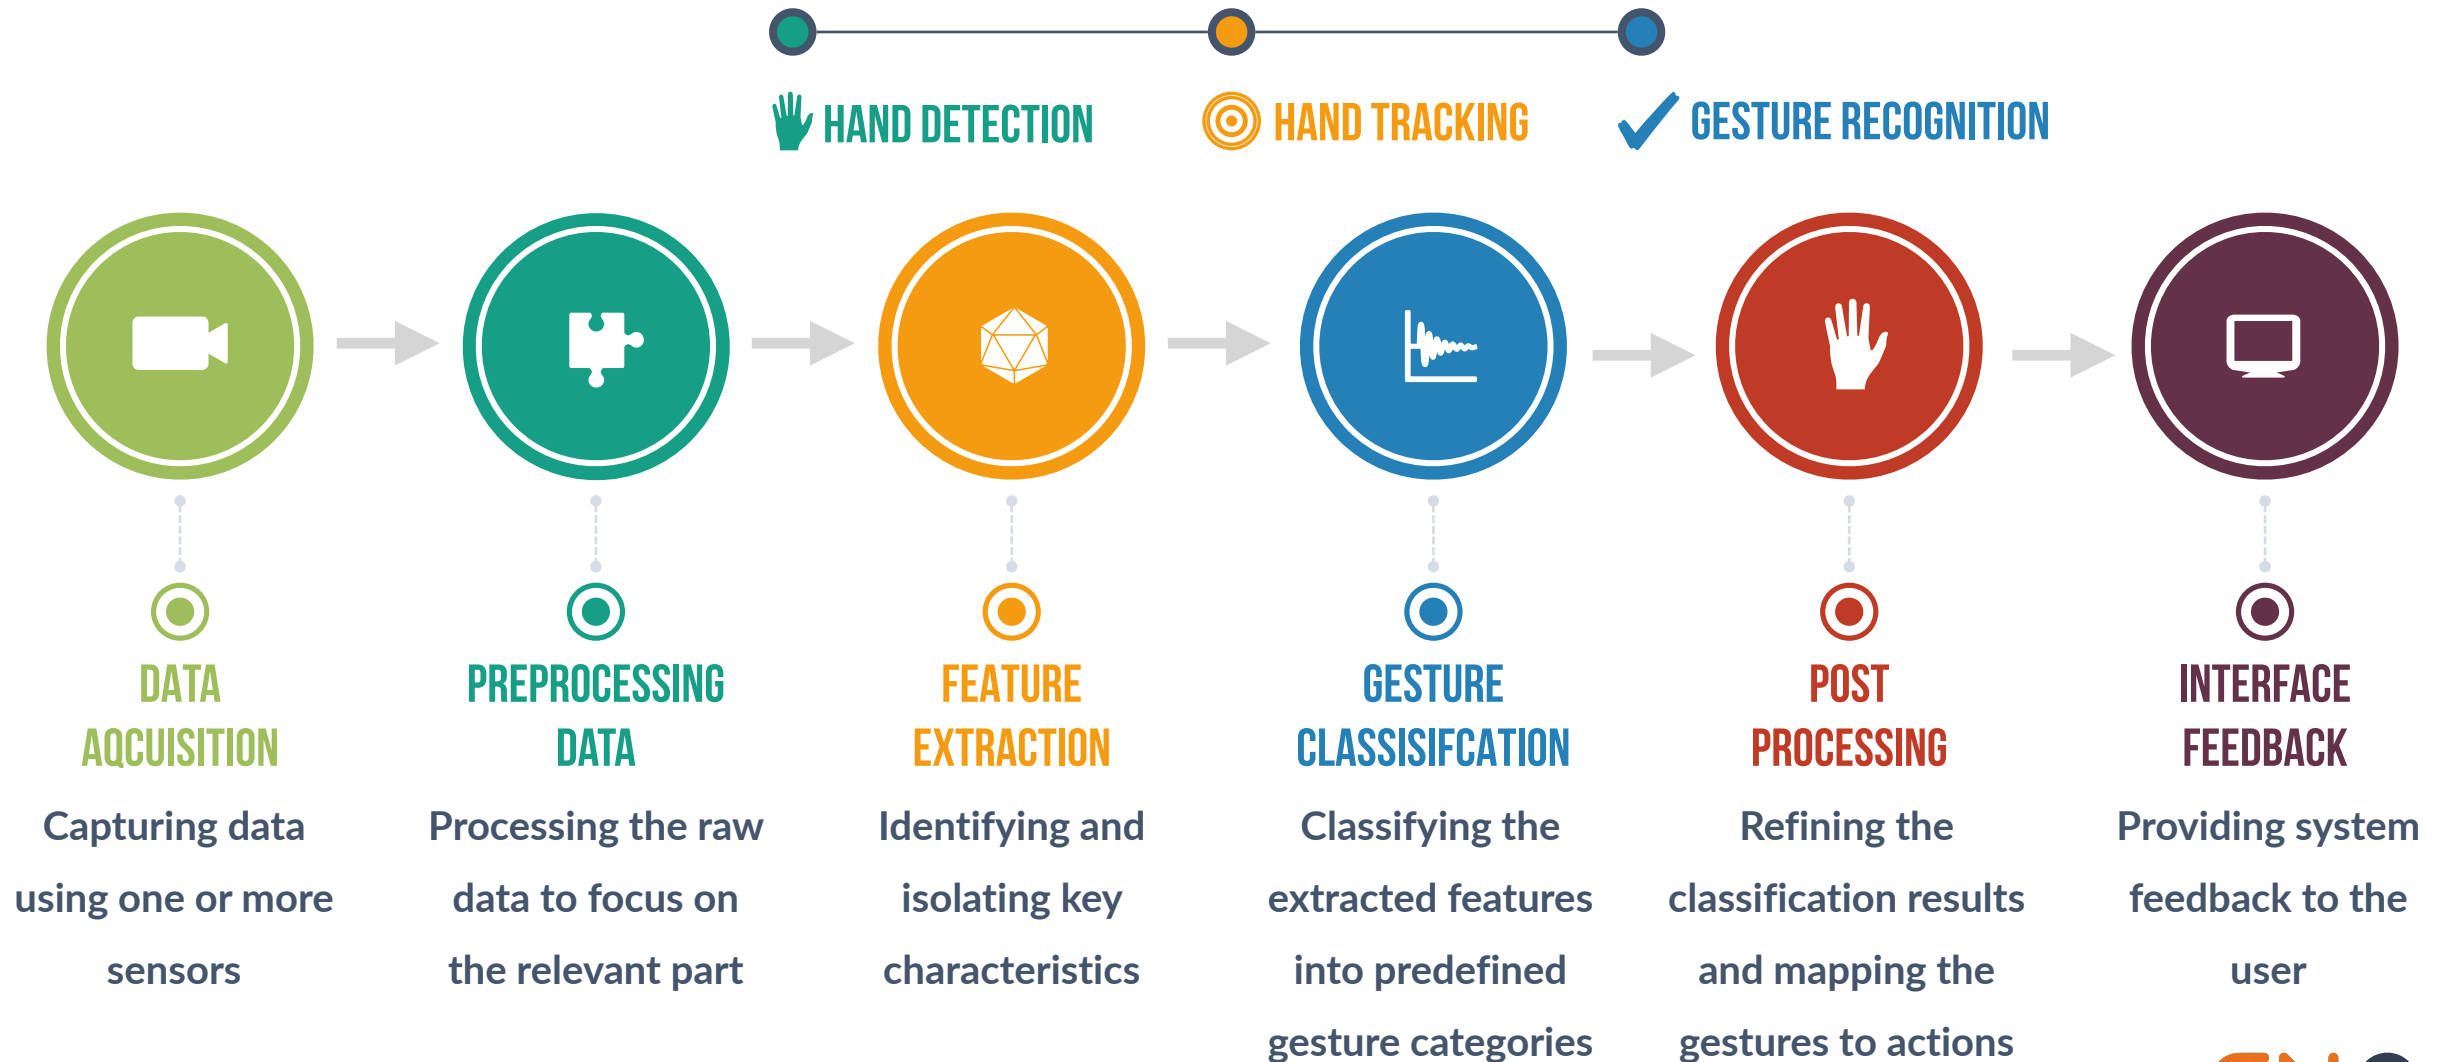 HAND DETECTION
HAND TRACKING
GESTURE RECOGNITION
DATA
AQCUISITION
Capturing data
using one or more
sensors
PREPROCESSING
DATA
Processing the raw
data to focus on
the relevant part
FEATURE
EXTRACTION
Identifying and
isolating key
characteristics
GESTURE
CLASSISIFCATION
Classifying the
extracted features
into predefined
gesture categories
POST
PROCESSING
Refining the
classification results
and mapping the
gestures to actions
INTERFACE
FEEDBACK
Providing system
feedback to the
user